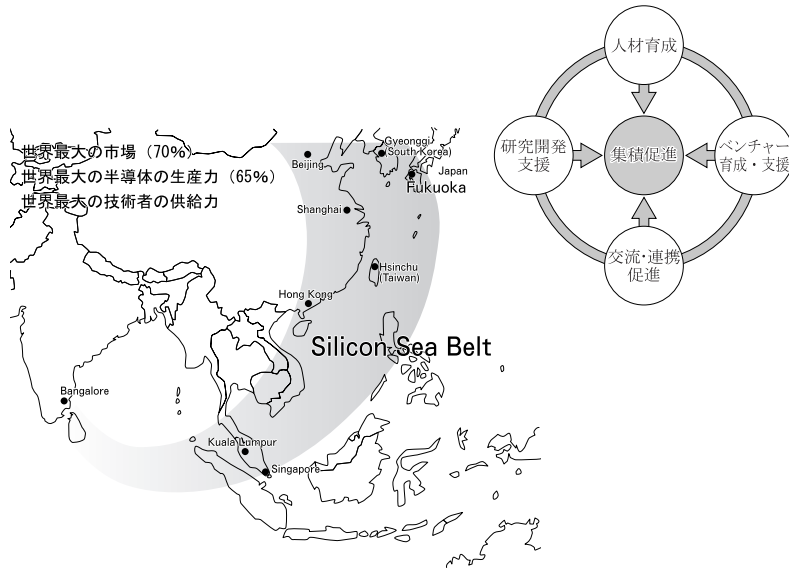 世界最大の市場（70%）
世界最大の半導体の生産力（65%）
世界最大の技術者の供給力
Beijing
Gyeonggi
(South Korea)
Japan
Fukuoka
Shanghai
Hsinchu
(Taiwan)
Hong Kong
Silicon Sea Belt
Bangalore
Kuala Lumpur
Singapore
人材育成
研究開発
支援
集積促進
ベンチャー
育成・支援
交流・連携
促進